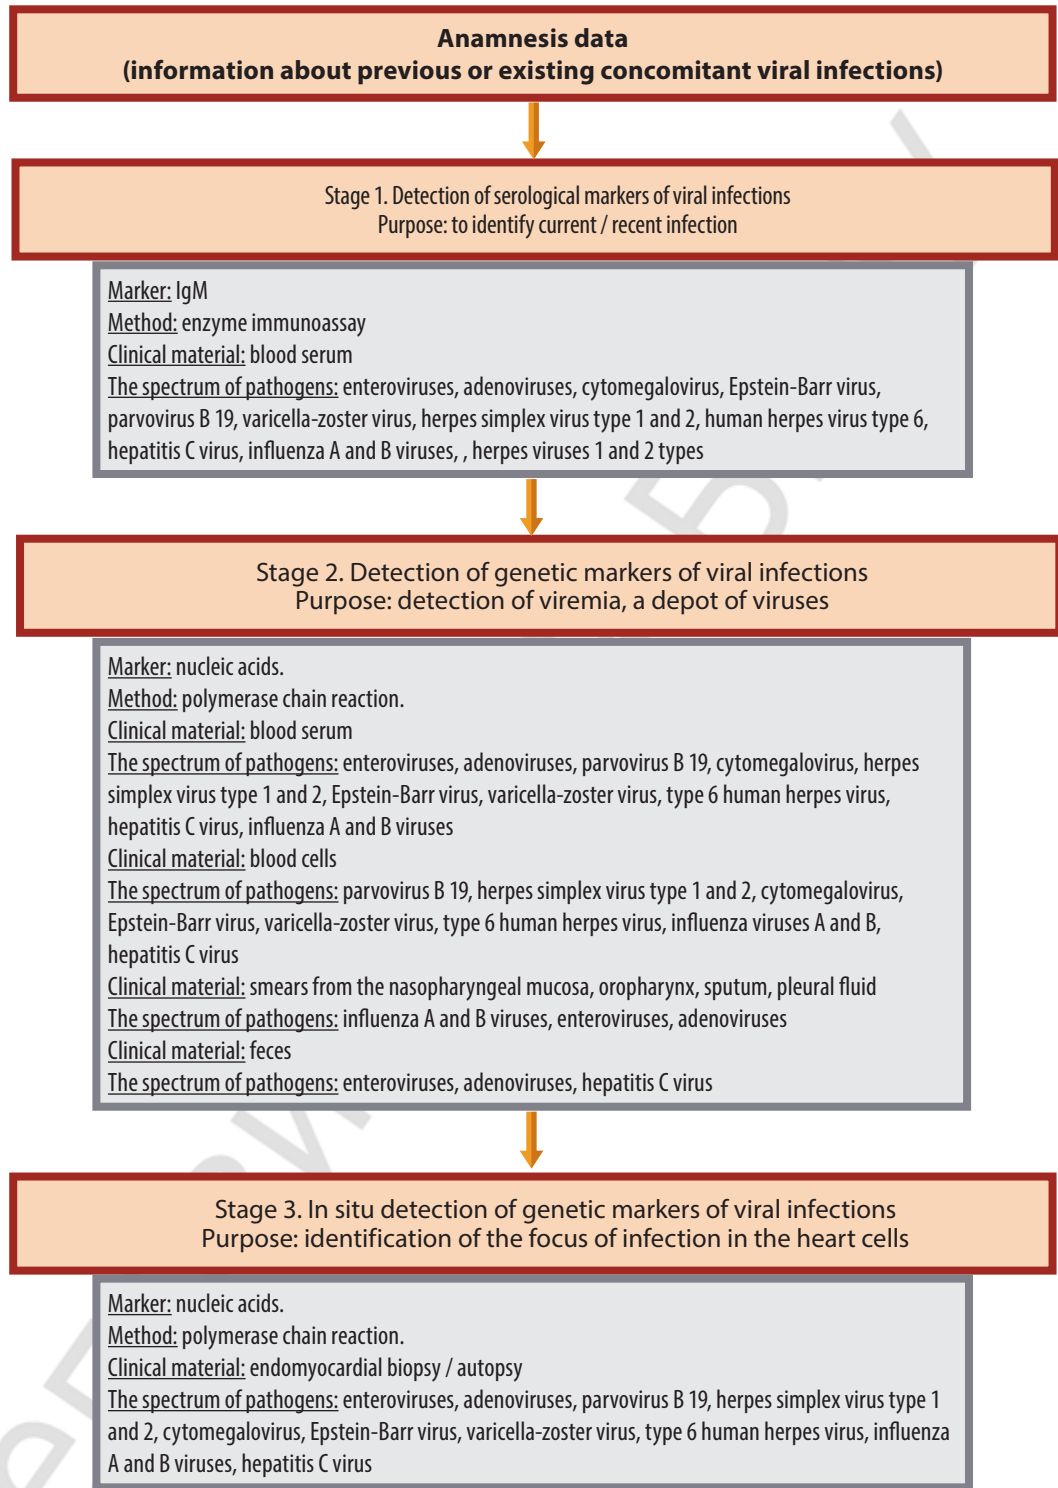 Anamnesis data
(information about previous or existing concomitant viral infections)
Stage 1. Detection of serological markers of viral infections
Purpose: to identify current / recent infection
Marker: IgM
Method: enzyme immunoassay
Clinical material: blood serum
The spectrum of pathogens: enteroviruses, adenoviruses, cytomegalovirus, Epstein-Barr virus,
parvovirus B 19, varicella-zoster virus, herpes simplex virus type 1 and 2, human herpes virus type 6,
hepatitis C virus, influenza A and B viruses, , herpes viruses 1 and 2 types
Stage 2. Detection of genetic markers of viral infections
Purpose: detection of viremia, a depot of viruses
Marker: nucleic acids.
Method: polymerase chain reaction.
Clinical material: blood serum
The spectrum of pathogens: enteroviruses, adenoviruses, parvovirus B 19, cytomegalovirus, herpes
simplex virus type 1 and 2, Epstein-Barr virus, varicella-zoster virus, type 6 human herpes virus,
hepatitis C virus, influenza A and B viruses
Clinical material: blood cells
The spectrum of pathogens: parvovirus B 19, herpes simplex virus type 1 and 2, cytomegalovirus,
Epstein-Barr virus, varicella-zoster virus, type 6 human herpes virus, influenza viruses A and B,
hepatitis C virus
Clinical material: smears from the nasopharyngeal mucosa, oropharynx, sputum, pleural fluid
The spectrum of pathogens: influenza A and B viruses, enteroviruses, adenoviruses
Clinical material: feces
The spectrum of pathogens: enteroviruses, adenoviruses, hepatitis C virus
Stage 3. In situ detection of genetic markers of viral infections
Purpose: identification of the focus of infection in the heart cells
Marker: nucleic acids.
Method: polymerase chain reaction.
Clinical material: endomyocardial biopsy / autopsy
The spectrum of pathogens: enteroviruses, adenoviruses, parvovirus B 19, herpes simplex virus type 1
and 2, cytomegalovirus, Epstein-Barr virus, varicella-zoster virus, type 6 human herpes virus, influenza
A and B viruses, hepatitis C virus